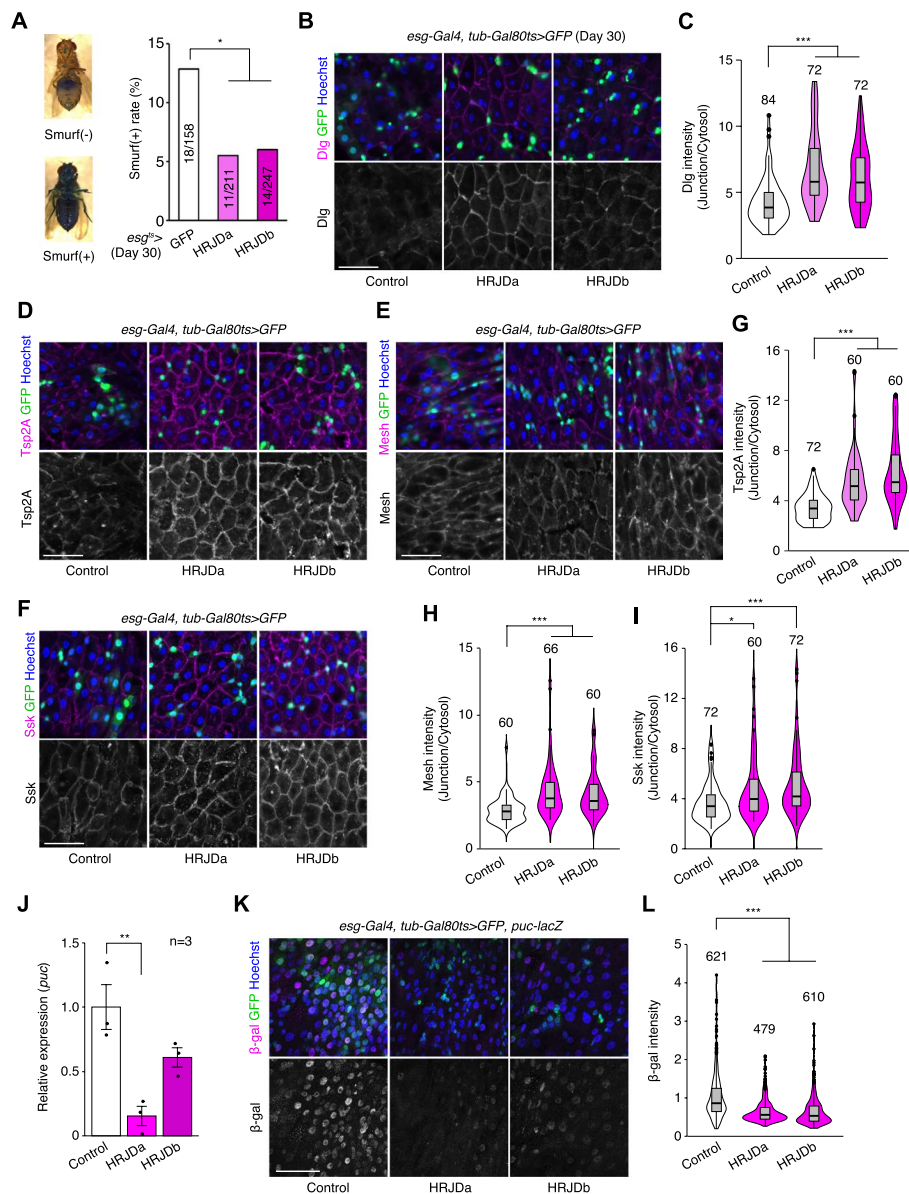 A
Smurf(-)
Smurf(+)
Smurf(+) rate (%)
15
10
5
0
*
18/158
11/211
14/247
esgts>
(Day 30)
GFP
HRJDa
HRJDb
B
esg-Gal4, tub-Gal80ts>GFP (Day 30)
Dlg GFP Hoechst
Dlg
Control
HRJDa
HRJDb
C
Dlg intensity
(Junction/Cytosol)
15
10
5
0
***
84
72
72
Control
HRJDa
HRJDb
D
esg-Gal4, tub-Gal80ts>GFP
Tsp2A GFP Hoechst
Tsp2A
Control
HRJDa
HRJDb
E
esg-Gal4, tub-Gal80ts>GFP
Mesh GFP Hoechst
Mesh
Control
HRJDa
HRJDb
G
Tsp2A intensity
(Junction/Cytosol)
16
12
8
4
0
***
72
60
60
Control
HRJDa
HRJDb
F
esg-Gal4, tub-Gal80ts>GFP
Ssk GFP Hoechst
Ssk
Control
HRJDa
HRJDb
H
Mesh intensity
(Junction/Cytosol)
15
10
5
0
***
60
66
60
Control
HRJDa
HRJDb
I
Ssk intensity
(Junction/Cytosol)
16
12
8
4
0
***
*
72
60
72
Control
HRJDa
HRJDb
J
Relative expression (puc)
1.5
1.0
0.5
0
**
n=3
Control
HRJDa
HRJDb
K
esg-Gal4, tub-Gal80ts>GFP, puc-lacZ
β-gal GFP Hoechst
β-gal
Control
HRJDa
HRJDb
L
β-gal intensity
5
4
3
2
1
0
***
621
479
610
Control
HRJDa
HRJDb